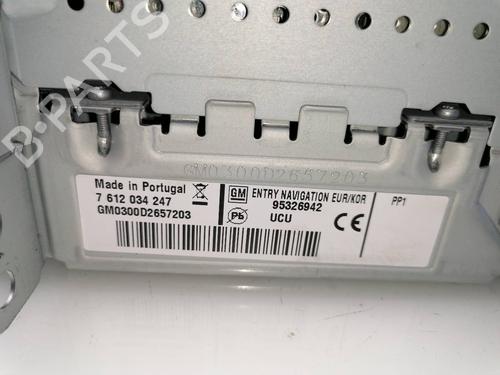 B-PARTS
GM0300D2657203
Made in Portugal
7 612 034 247
GM0300D2657203
GM ENTRY NAVIGATION EUR/KOR
95326942
Pb UCU
CE
PP1